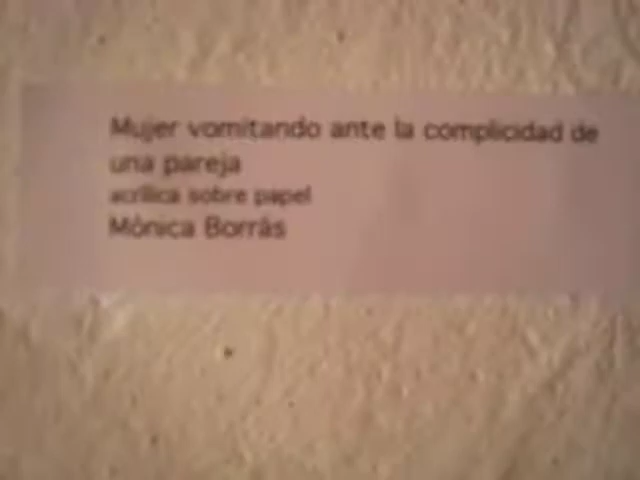 Mujer vomitando ante la complicidad de
una pareja
acrílica sobre papel
Mònica Borràs